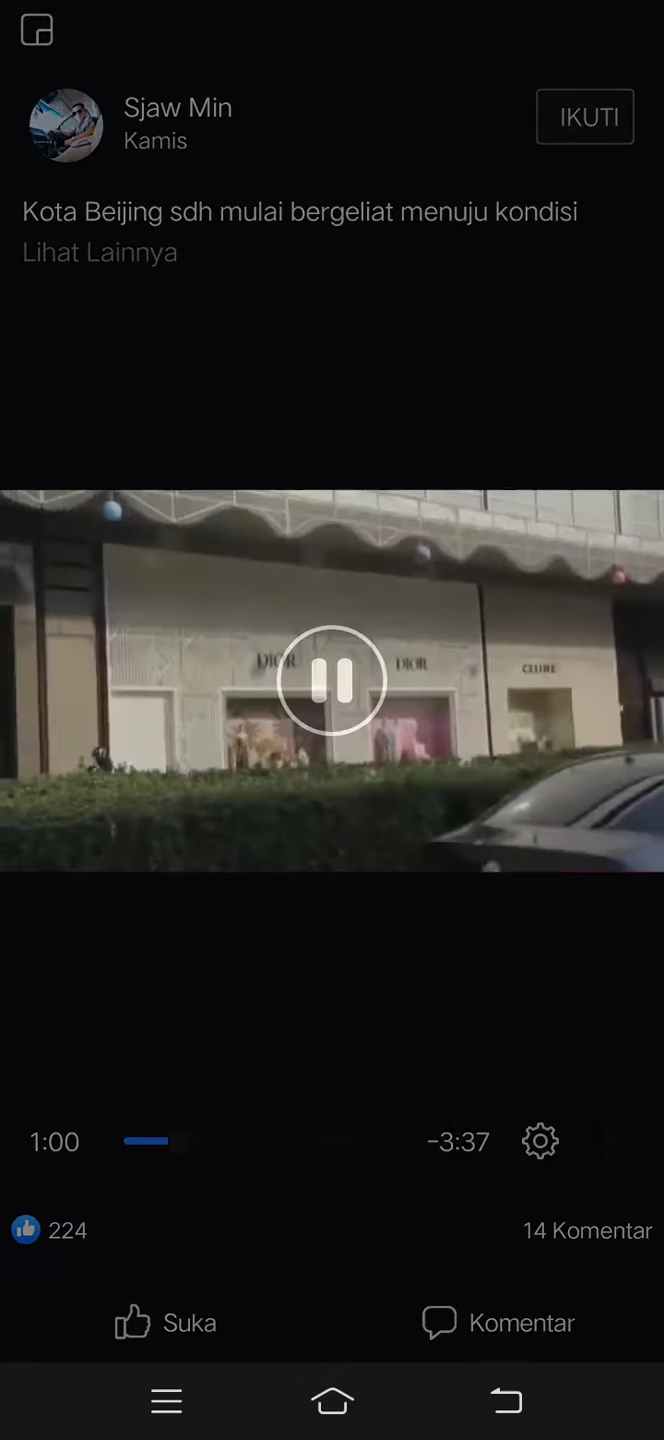 Sjaw Min
IKUTI
Kamis
Kota Beijing sdh mulai bergeliat menuju kondisi
Lihat Lainnya
DIOR
DIOR
CELINE
1:00
-3:37
224
14 Komentar
Suka
Komentar